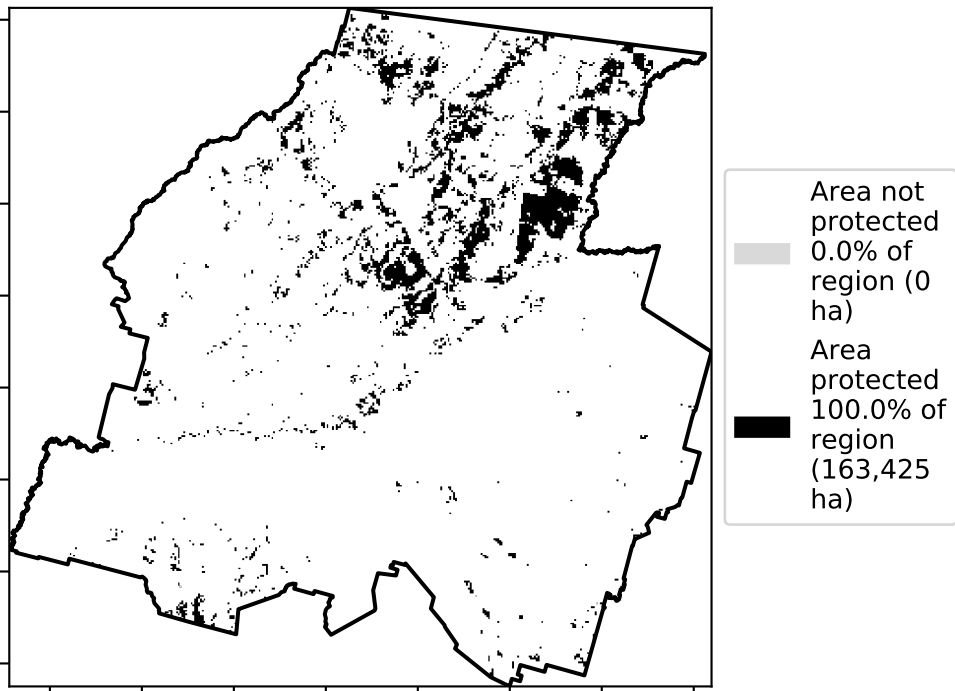 Area not
protected
0.0% of
region (0
ha)
Area
protected
100.0% of
region
(163,425
ha)